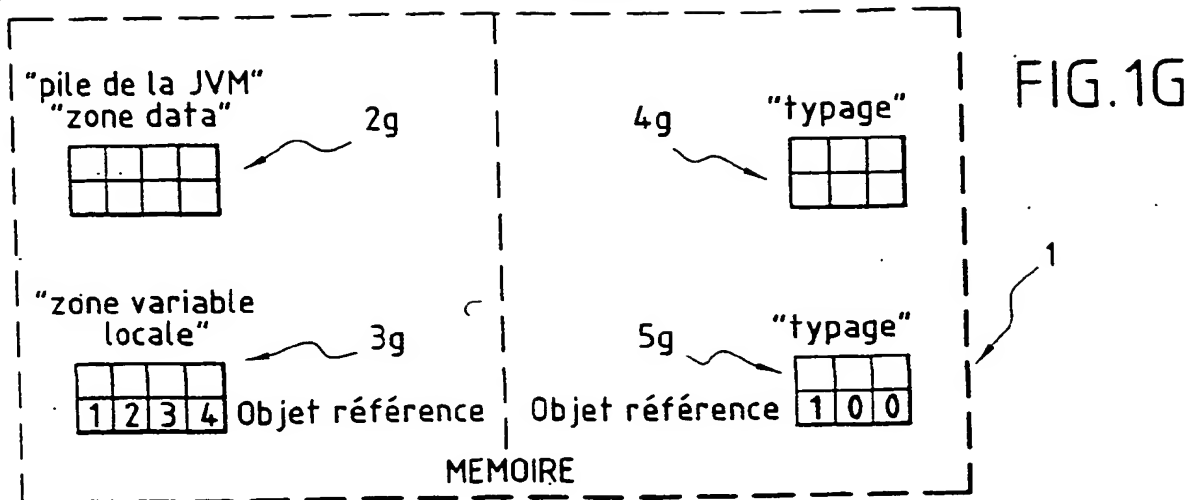 FIG.1G
"pile de la JVM"
"zone data"
2g
4g
"typage"
1
"zone variable
locale"
3g
5g
"typage"
1 2 3 4 Objet référence
Objet référence 1 0 0
MEMOIRE